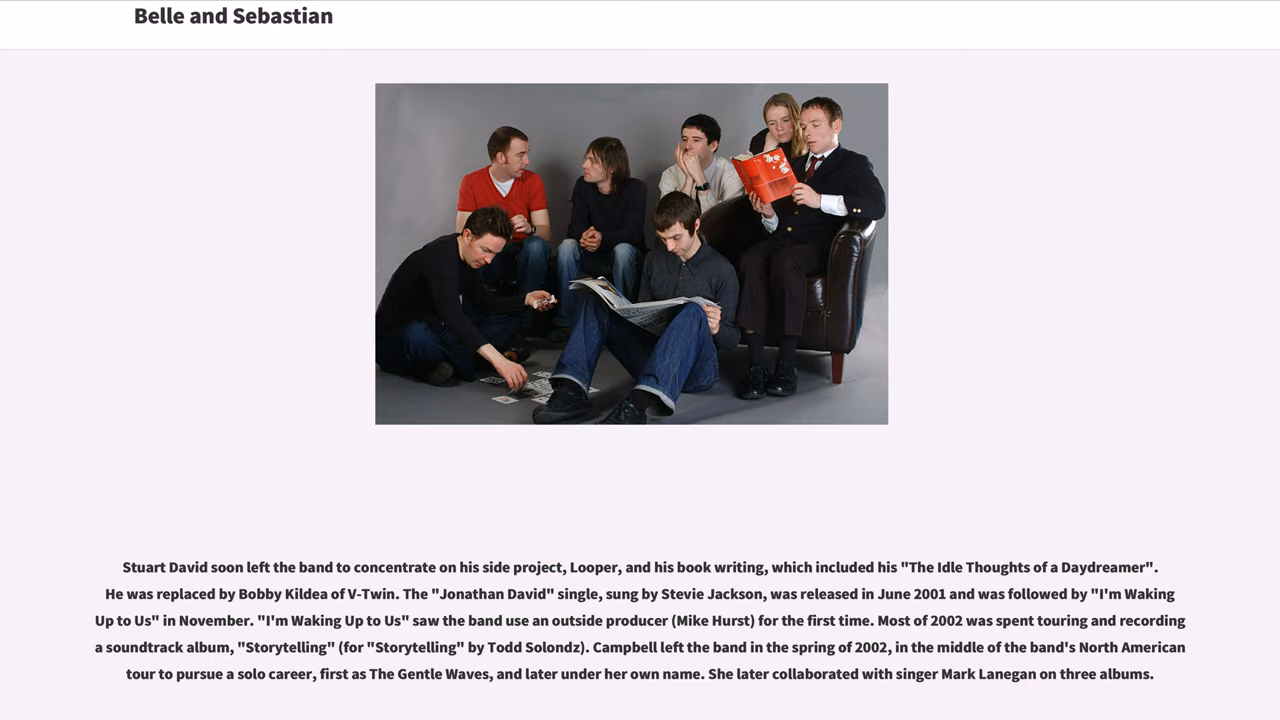 Belle and Sebastian
Stuart David soon left the band to concentrate on his side project, Looper, and his book writing, which included his "The Idle Thoughts of a Daydreamer".
He was replaced by Bobby Kildea of V-Twin. The "Jonathan David" single, sung by Stevie Jackson, was released in June 2001 and was followed by "I'm Waking
Up to Us" in November. "I'm Waking Up to Us" saw the band use an outside producer (Mike Hurst) for the first time. Most of 2002 was spent touring and recording
a soundtrack album, "Storytelling" (for "Storytelling" by Todd Solondz). Campbell left the band in the spring of 2002, in the middle of the band's North American
tour to pursue a solo career, first as The Gentle Waves, and later under her own name. She later collaborated with singer Mark Lanegan on three albums.